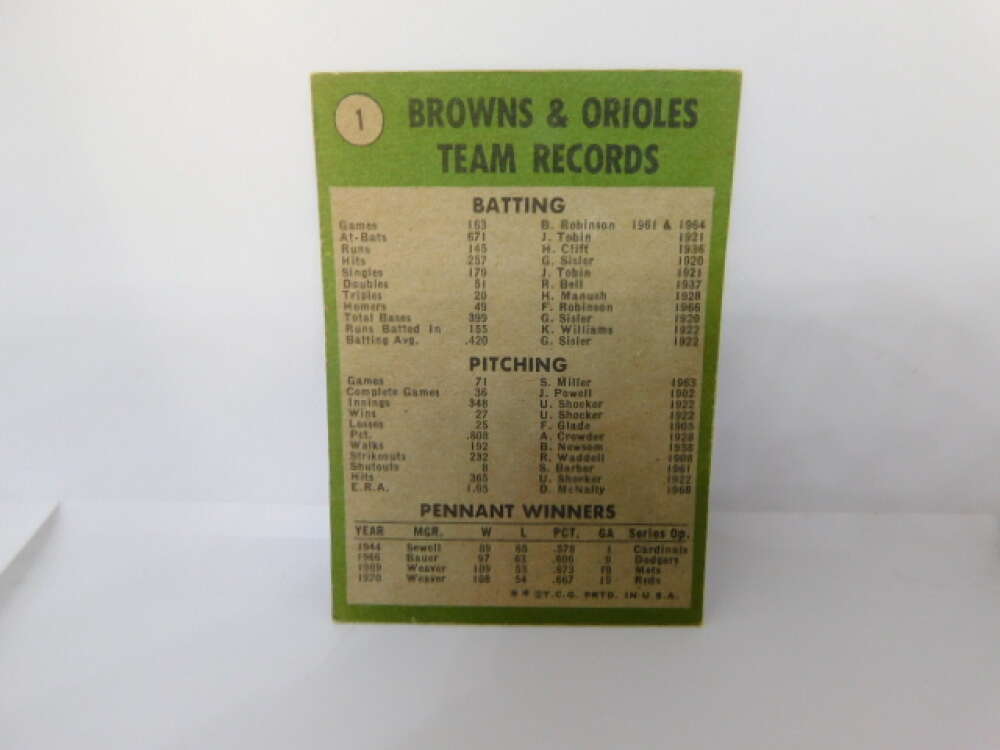 1
BROWNS & ORIOLES
TEAM RECORDS
BATTING
Games 163 B. Robinson 1961 & 1964
At-Bats 671 J. Tobin 1921
Runs 145 H. Clift 1936
Hits 257 G. Sisler 1920
Singles 179 J. Tobin 1921
Doubles 51 R. Bell 1937
Triples 20 H. Manush 1928
Homers 49 F. Robinson 1966
Total Bases 399 G. Sisler 1920
Runs Batted In 155 K. Williams 1922
Batting Avg. .420 G. Sisler 1922
PITCHING
Games 71 S. Miller 1963
Complete Games 36 J. Powell 1902
Innings 348 U. Shocker 1922
Wins 27 U. Shocker 1922
Losses 25 F. Glade 1905
Pct. .808 A. Crowder 1928
Walks 192 B. Newsom 1938
Strikeouts 232 R. Waddell 1908
Shutouts 8 S. Barber 1961
Hits 365 U. Shocker 1922
E.R.A. 1.95 D. McNally 1968
PENNANT WINNERS
YEAR MGR. W L PCT. GA Series Op.
1944 Sewell 89 65 .578 1 Cardinals
1966 Bauer 97 63 .606 9 Dodgers
1969 Weaver 109 53 .673 19 Mets
1970 Weaver 108 54 .667 15 Reds
** ©T.C.G. PRTD. IN U.S.A.